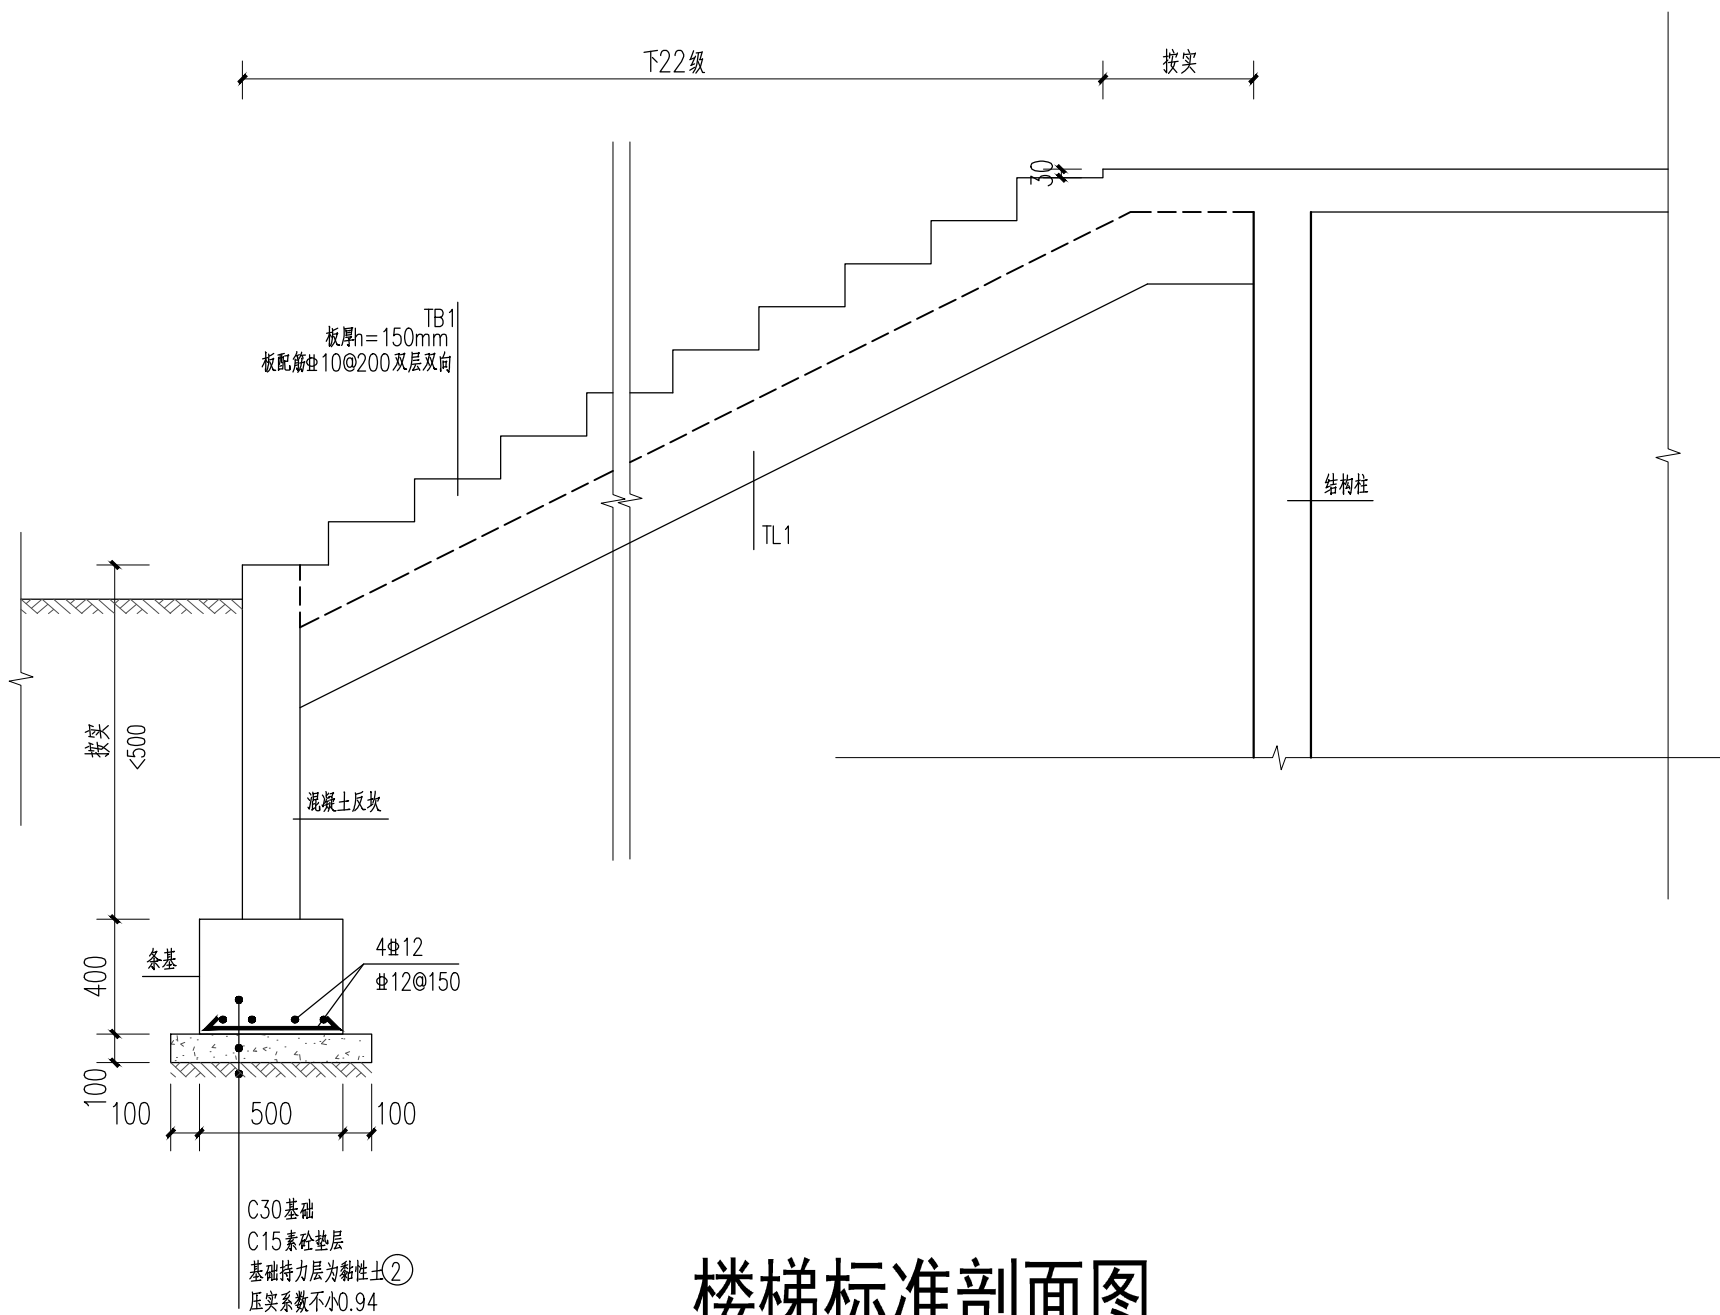 下22级
按实
30
TB1
板厚h=150mm
板配筋⏀10@200双层双向
结构柱
TL1
按实
<500
混凝土反坎
条基
4⏀12
⏀12@150
400
100
100
500
100
C30基础
C15素砼垫层
基础持力层为黏性土②
压实系数不小0.94
楼梯标准剖面图